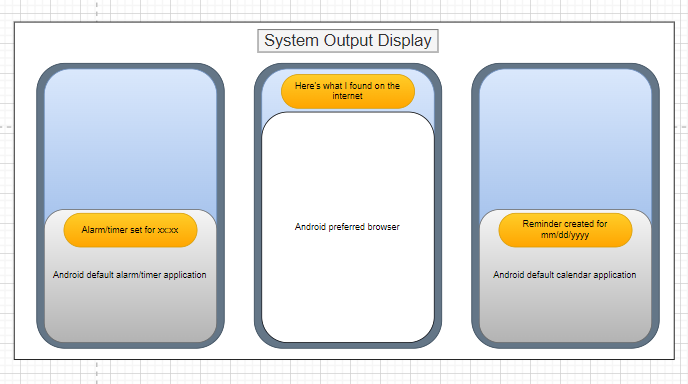 System Output Display
Here's what I found on the
internet
Android preferred browser
Alarm/timer set for xx:xx
Android default alarm/timer application
Reminder created for
mm/dd/yyyy
Android default calendar application